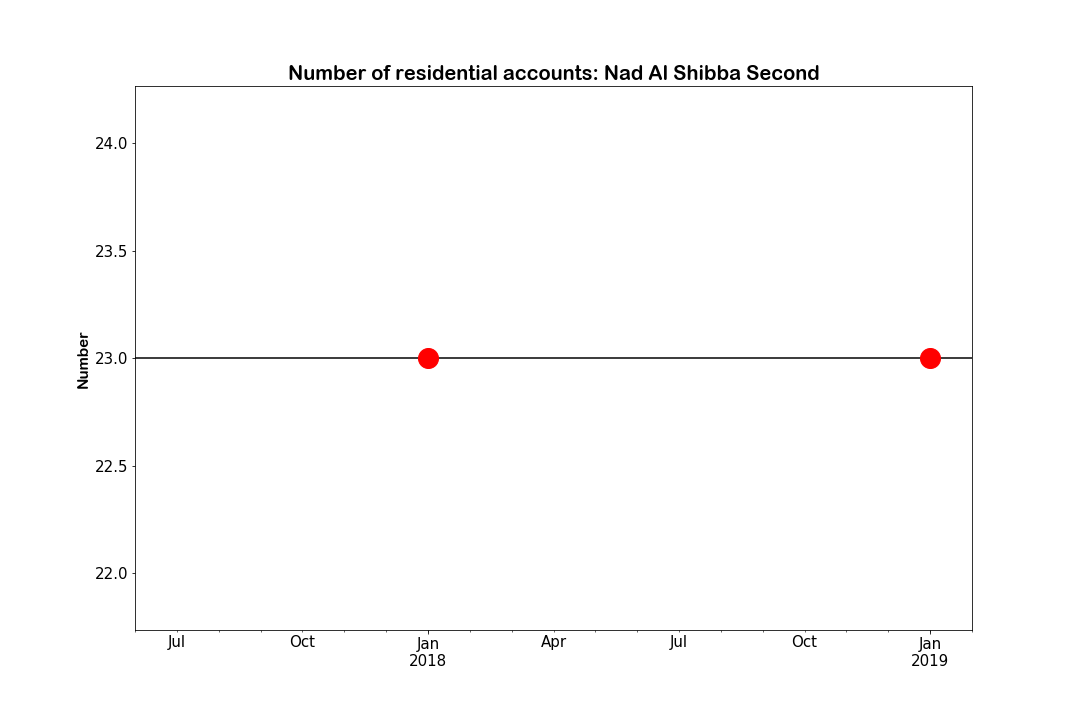 Number of residential accounts: Nad Al Shibba Second
24.0
23.5
23.0
22.5
22.0
Number
Jul Oct Jan Apr Jul Oct Jan
2018 2019